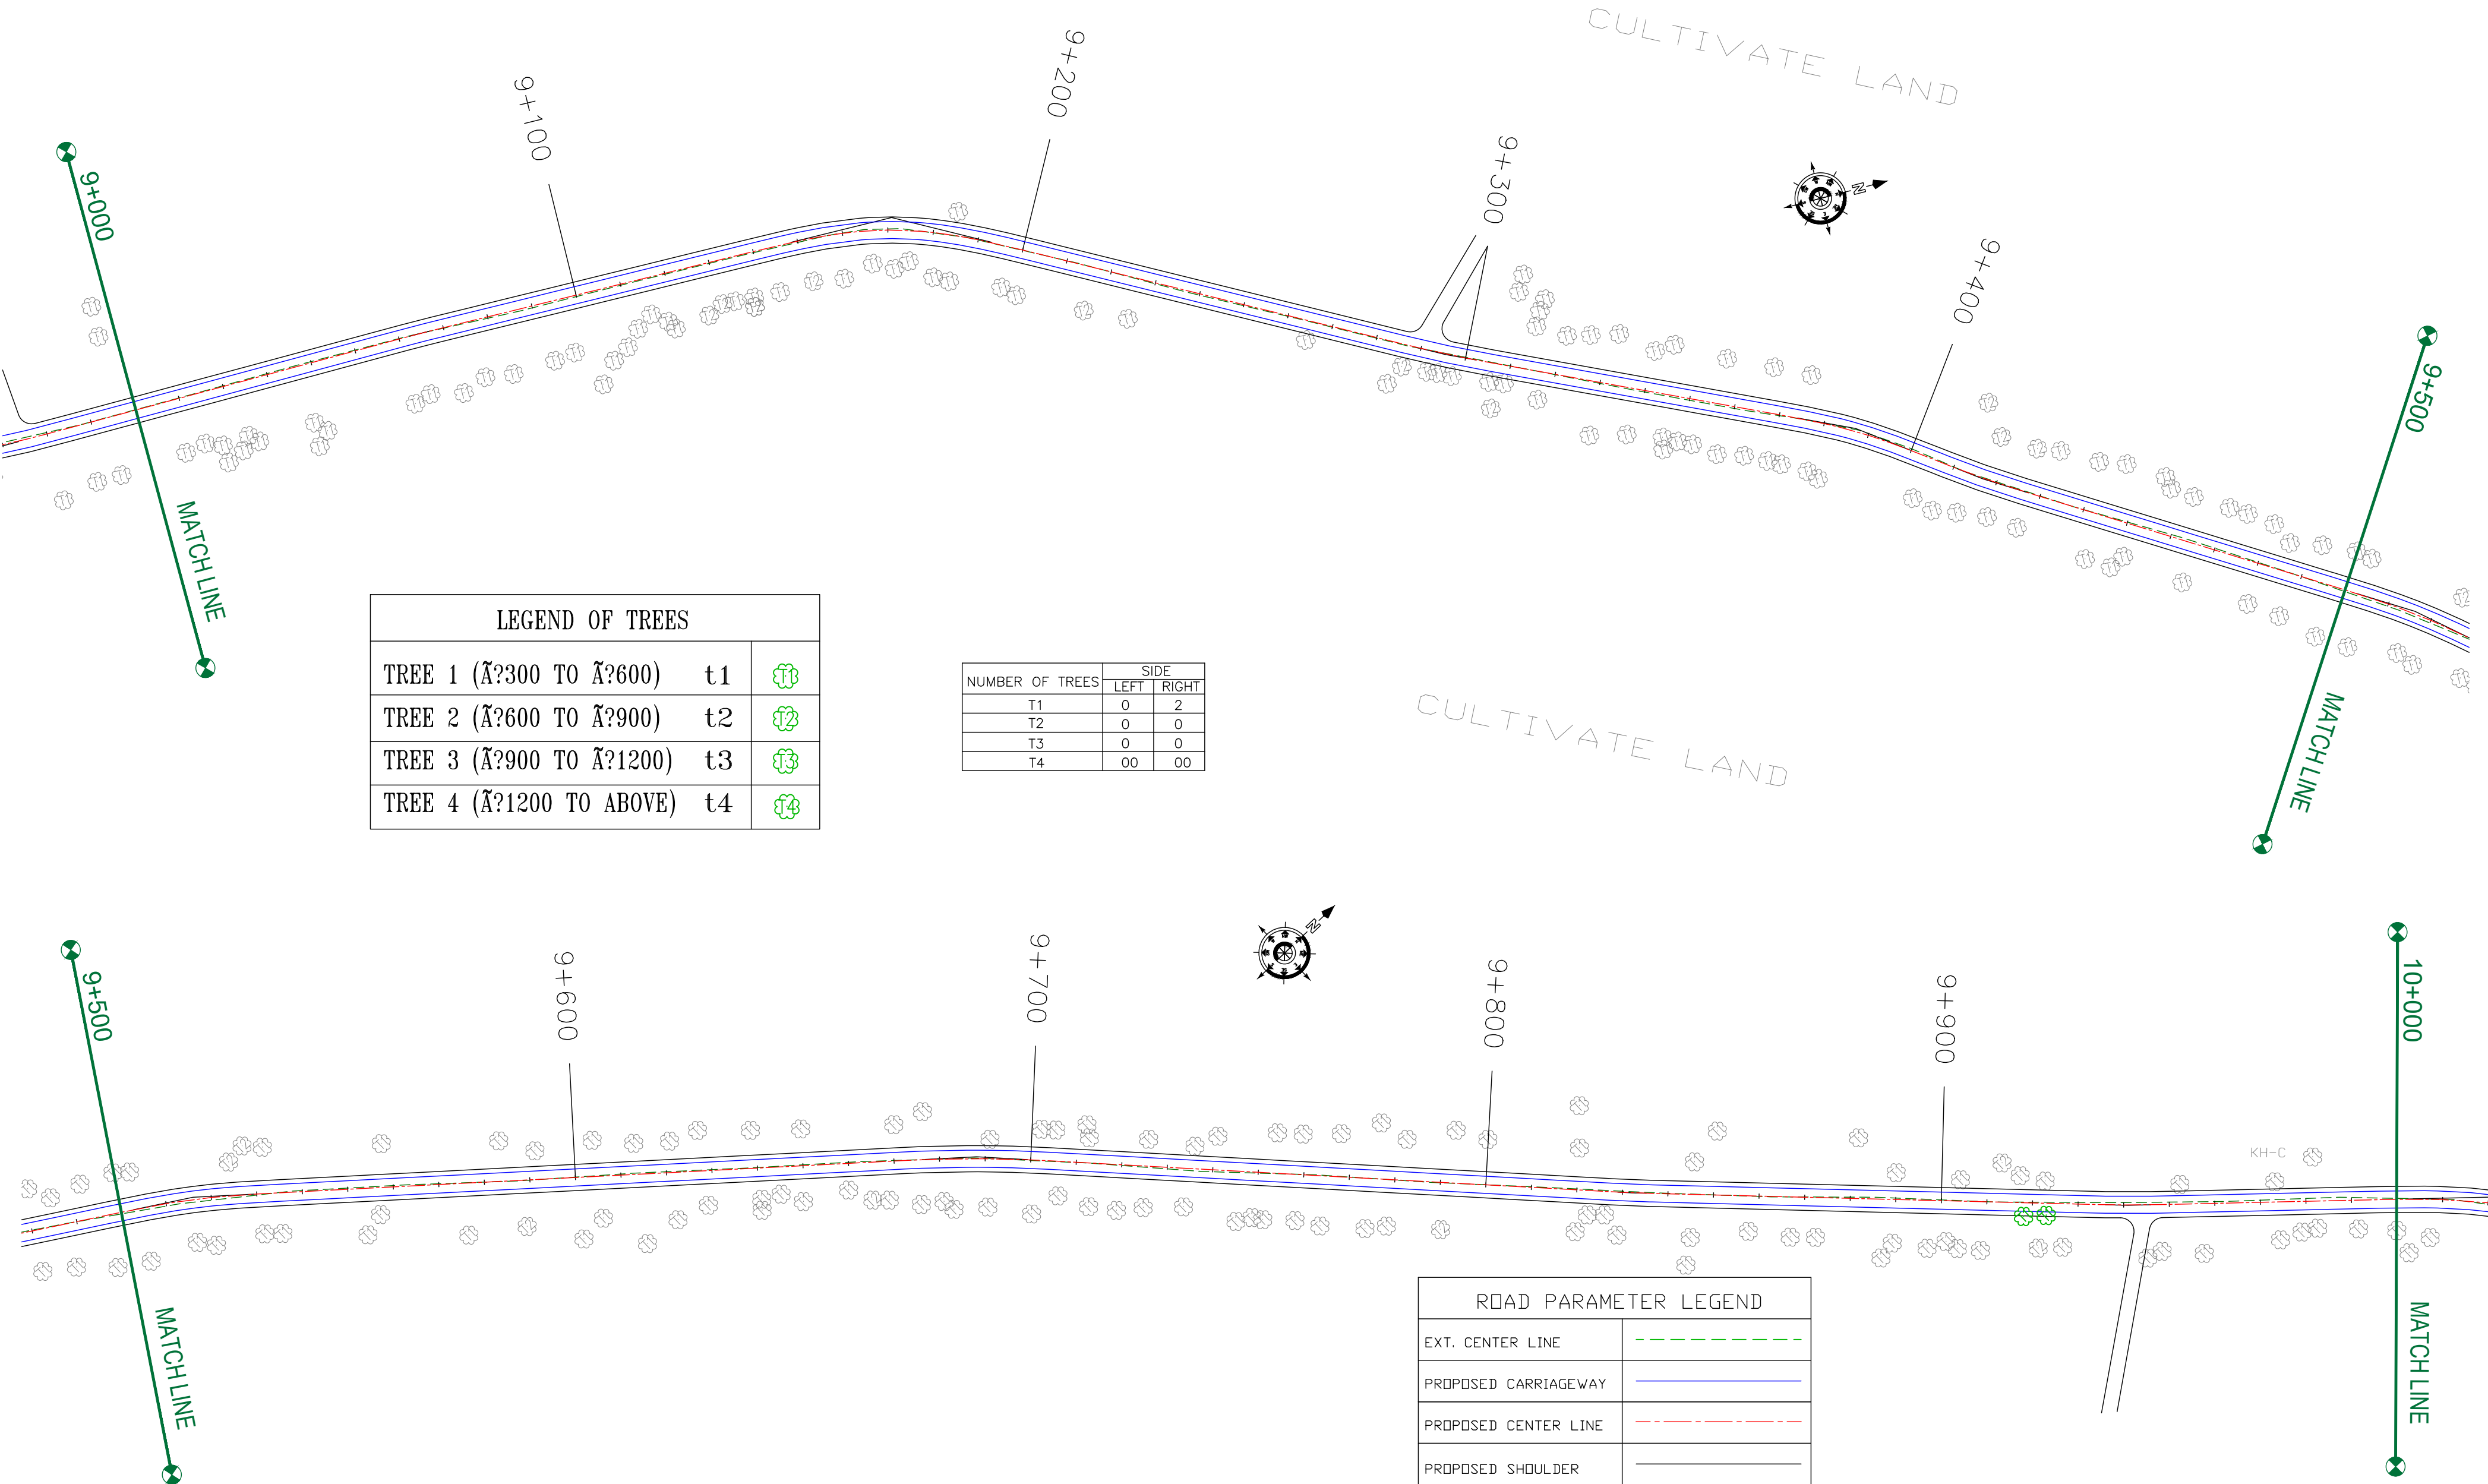 CULTIVATE LAND
9+000
9+100
9+200
9+300
9+400
9+500
N
MATCH LINE
MATCH LINE
LEGEND OF TREES
TREE 1 (Ã?300 TO Ã?600) t1 T1
TREE 2 (Ã?600 TO Ã?900) t2 T2
TREE 3 (Ã?900 TO Ã?1200) t3 T3
TREE 4 (Ã?1200 TO ABOVE) t4 T4
NUMBER OF TREES SIDE
LEFT RIGHT
T1 0 2
T2 0 0
T3 0 0
T4 00 00
CULTIVATE LAND
N
9+500
9+600
9+700
9+800
9+900
10+000
KH-C
MATCH LINE
MATCH LINE
ROAD PARAMETER LEGEND
EXT. CENTER LINE
PROPOSED CARRIAGEWAY
PROPOSED CENTER LINE
PROPOSED SHOULDER